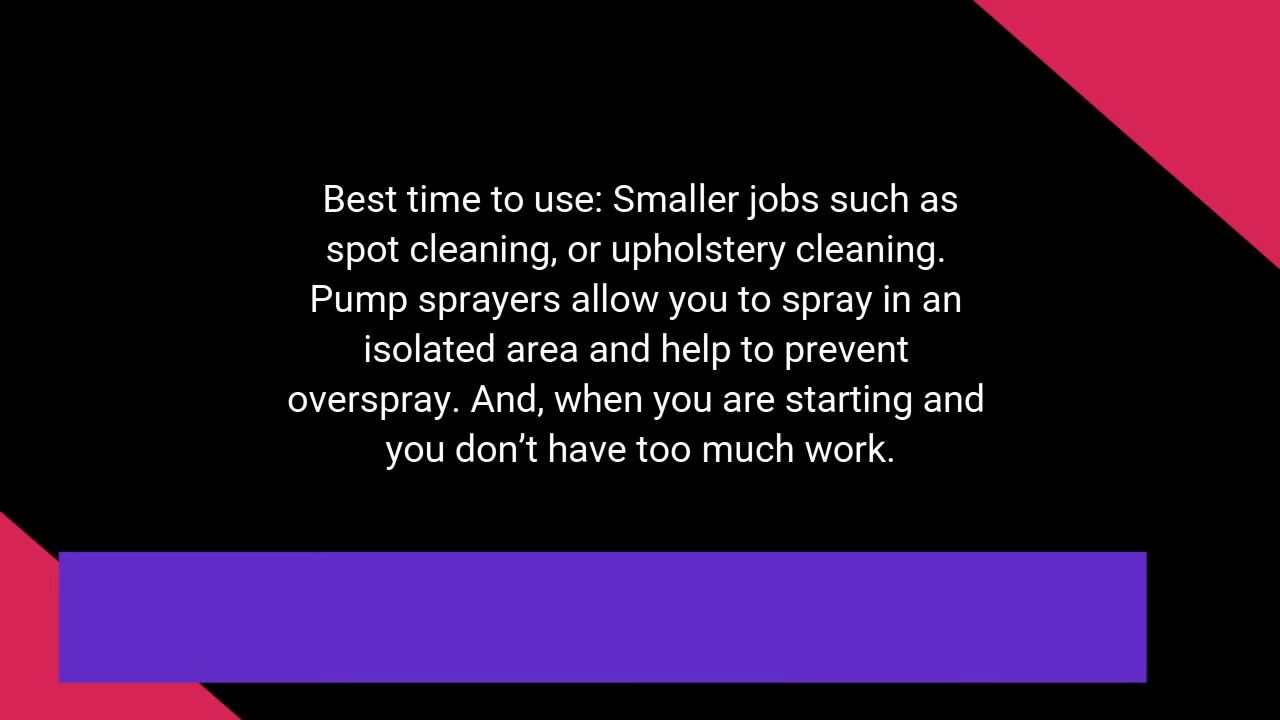 Best time to use: Smaller jobs such as
spot cleaning, or upholstery cleaning.
Pump sprayers allow you to spray in an
isolated area and help to prevent
overspray. And, when you are starting and
you don’t have too much work.